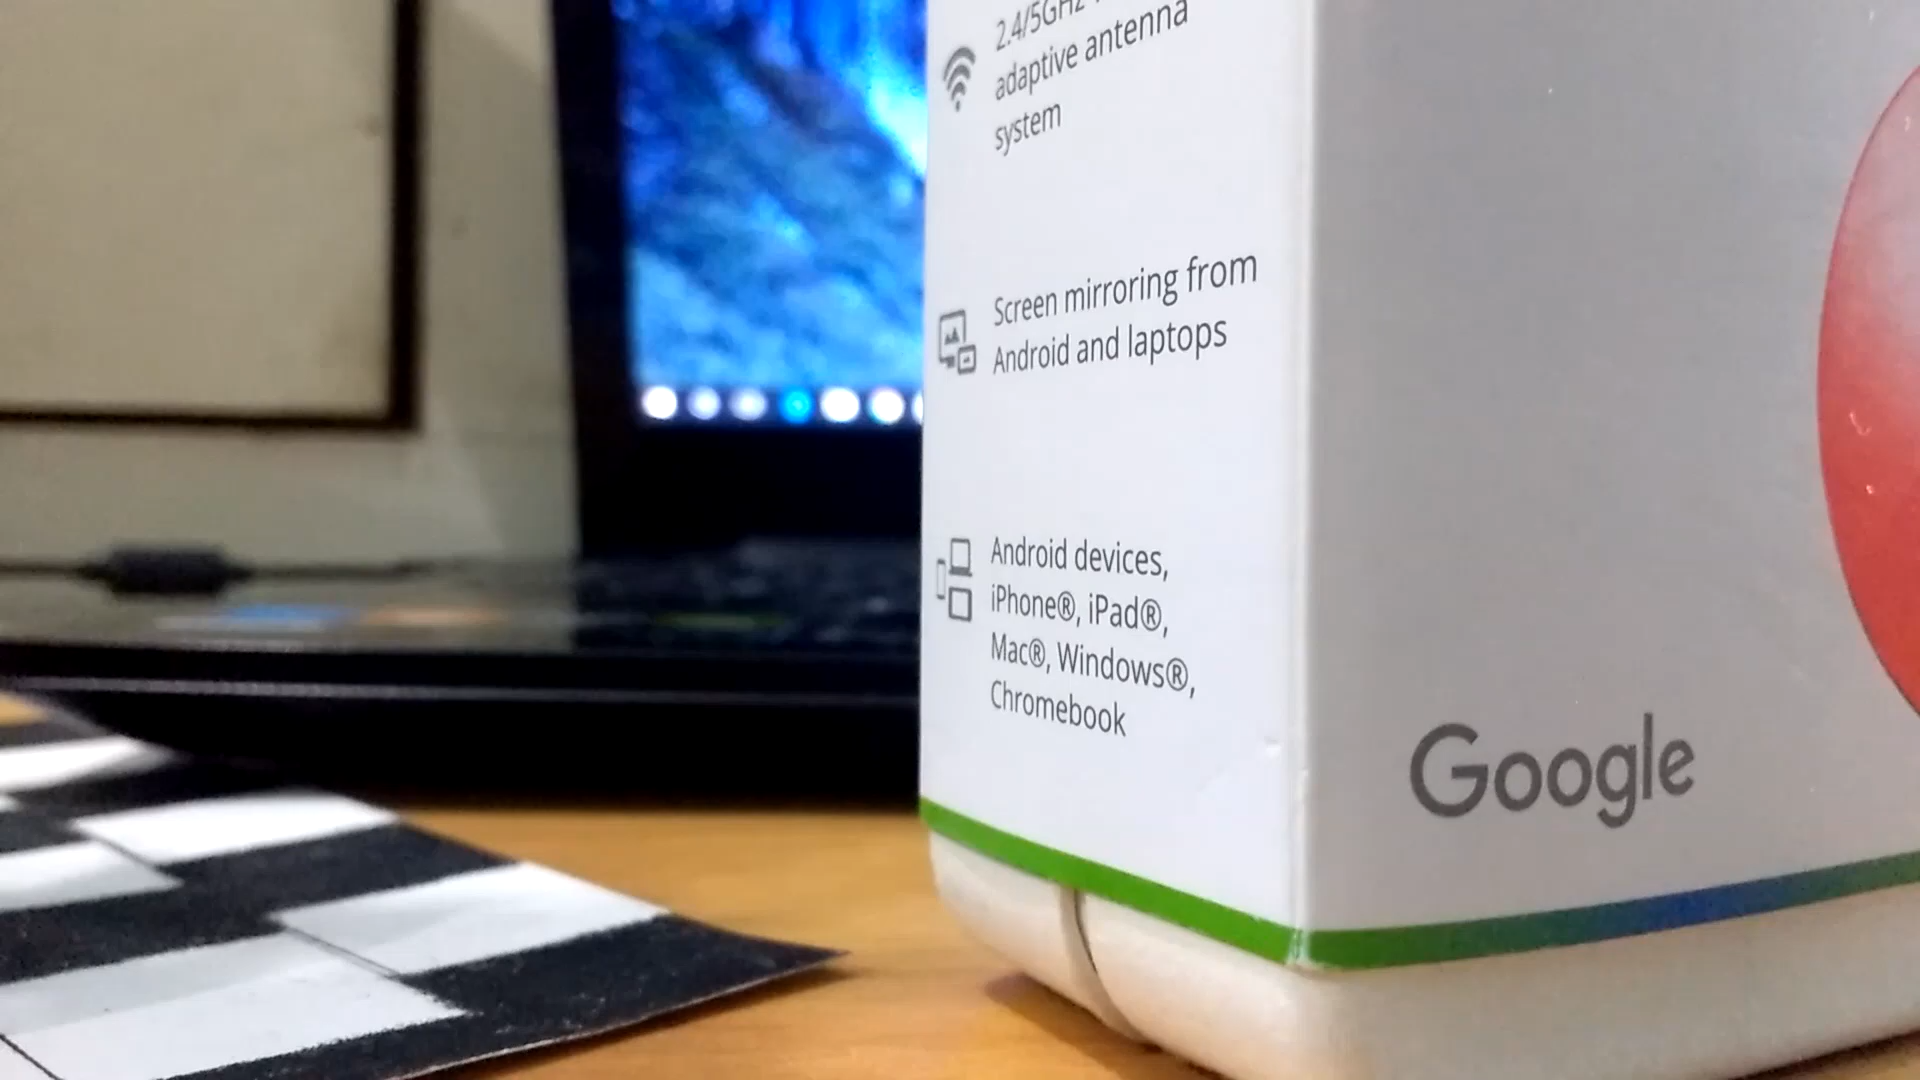 2.4/5GHz
adaptive antenna
system
Screen mirroring from
Android and laptops
Android devices,
iPhone®, iPad®,
Mac®, Windows®,
Chromebook
Google